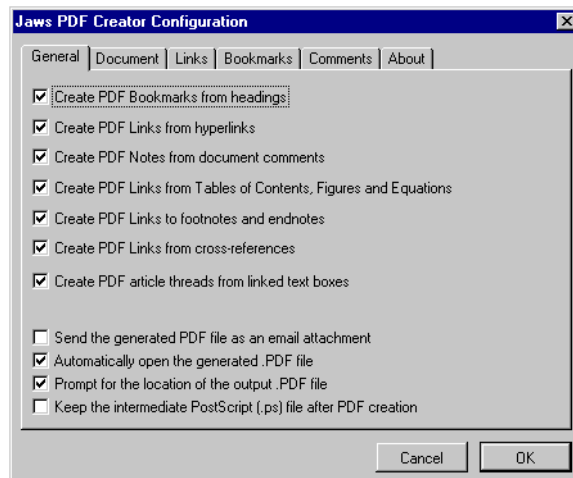 Jaws PDF Creator Configuration
General Document Links Bookmarks Comments About
Create PDF Bookmarks from headings
Create PDF Links from hyperlinks
Create PDF Notes from document comments
Create PDF Links from Tables of Contents, Figures and Equations
Create PDF Links to footnotes and endnotes
Create PDF Links from cross-references
Create PDF article threads from linked text boxes
Send the generated PDF file as an email attachment
Automatically open the generated .PDF file
Prompt for the location of the output .PDF file
Keep the intermediate PostScript (.ps) file after PDF creation
Cancel OK